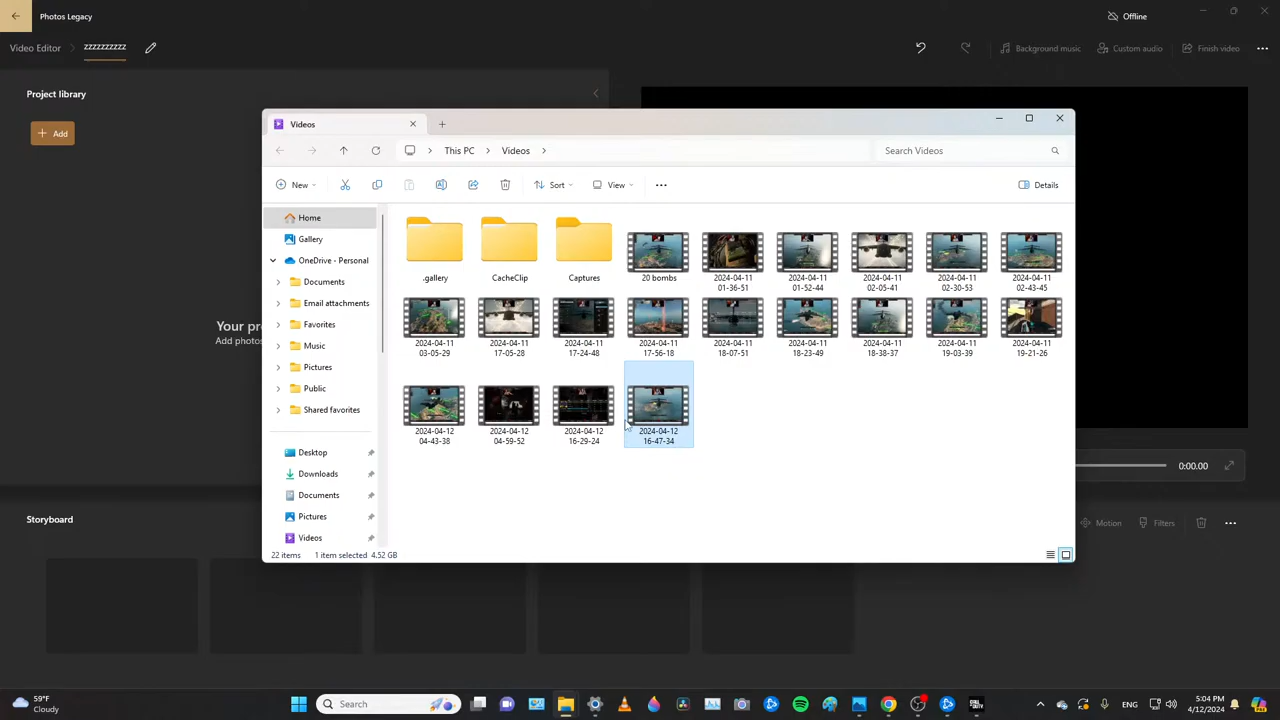 Photos Legacy
Offline
Video Editor
zzzzzzzzzz
Background music
Custom audio
Finish video
Project library
Add
Your pr
Add photos
Videos
This PC
Videos
Search Videos
New
Sort
View
Details
Home
Gallery
OneDrive - Personal
Documents
Email attachments
Favorites
Music
Pictures
Public
Shared favorites
Desktop
Downloads
Documents
Pictures
Videos
.gallery
CacheClip
Captures
20 bombs
2024-04-11
01-36-51
2024-04-11
01-52-44
2024-04-11
02-05-41
2024-04-11
02-30-53
2024-04-11
02-43-45
2024-04-11
03-05-29
2024-04-11
17-05-28
2024-04-11
17-24-48
2024-04-11
17-56-18
2024-04-11
18-07-51
2024-04-11
18-23-49
2024-04-11
18-38-37
2024-04-11
19-03-39
2024-04-11
19-21-26
2024-04-12
04-43-38
2024-04-12
04-59-52
2024-04-12
16-29-24
2024-04-12
16-47-34
22 items
1 item selected 4.52 GB
0:00.00
Storyboard
Motion
Filters
59°F
Cloudy
Search
ENG
5:04 PM
4/12/2024